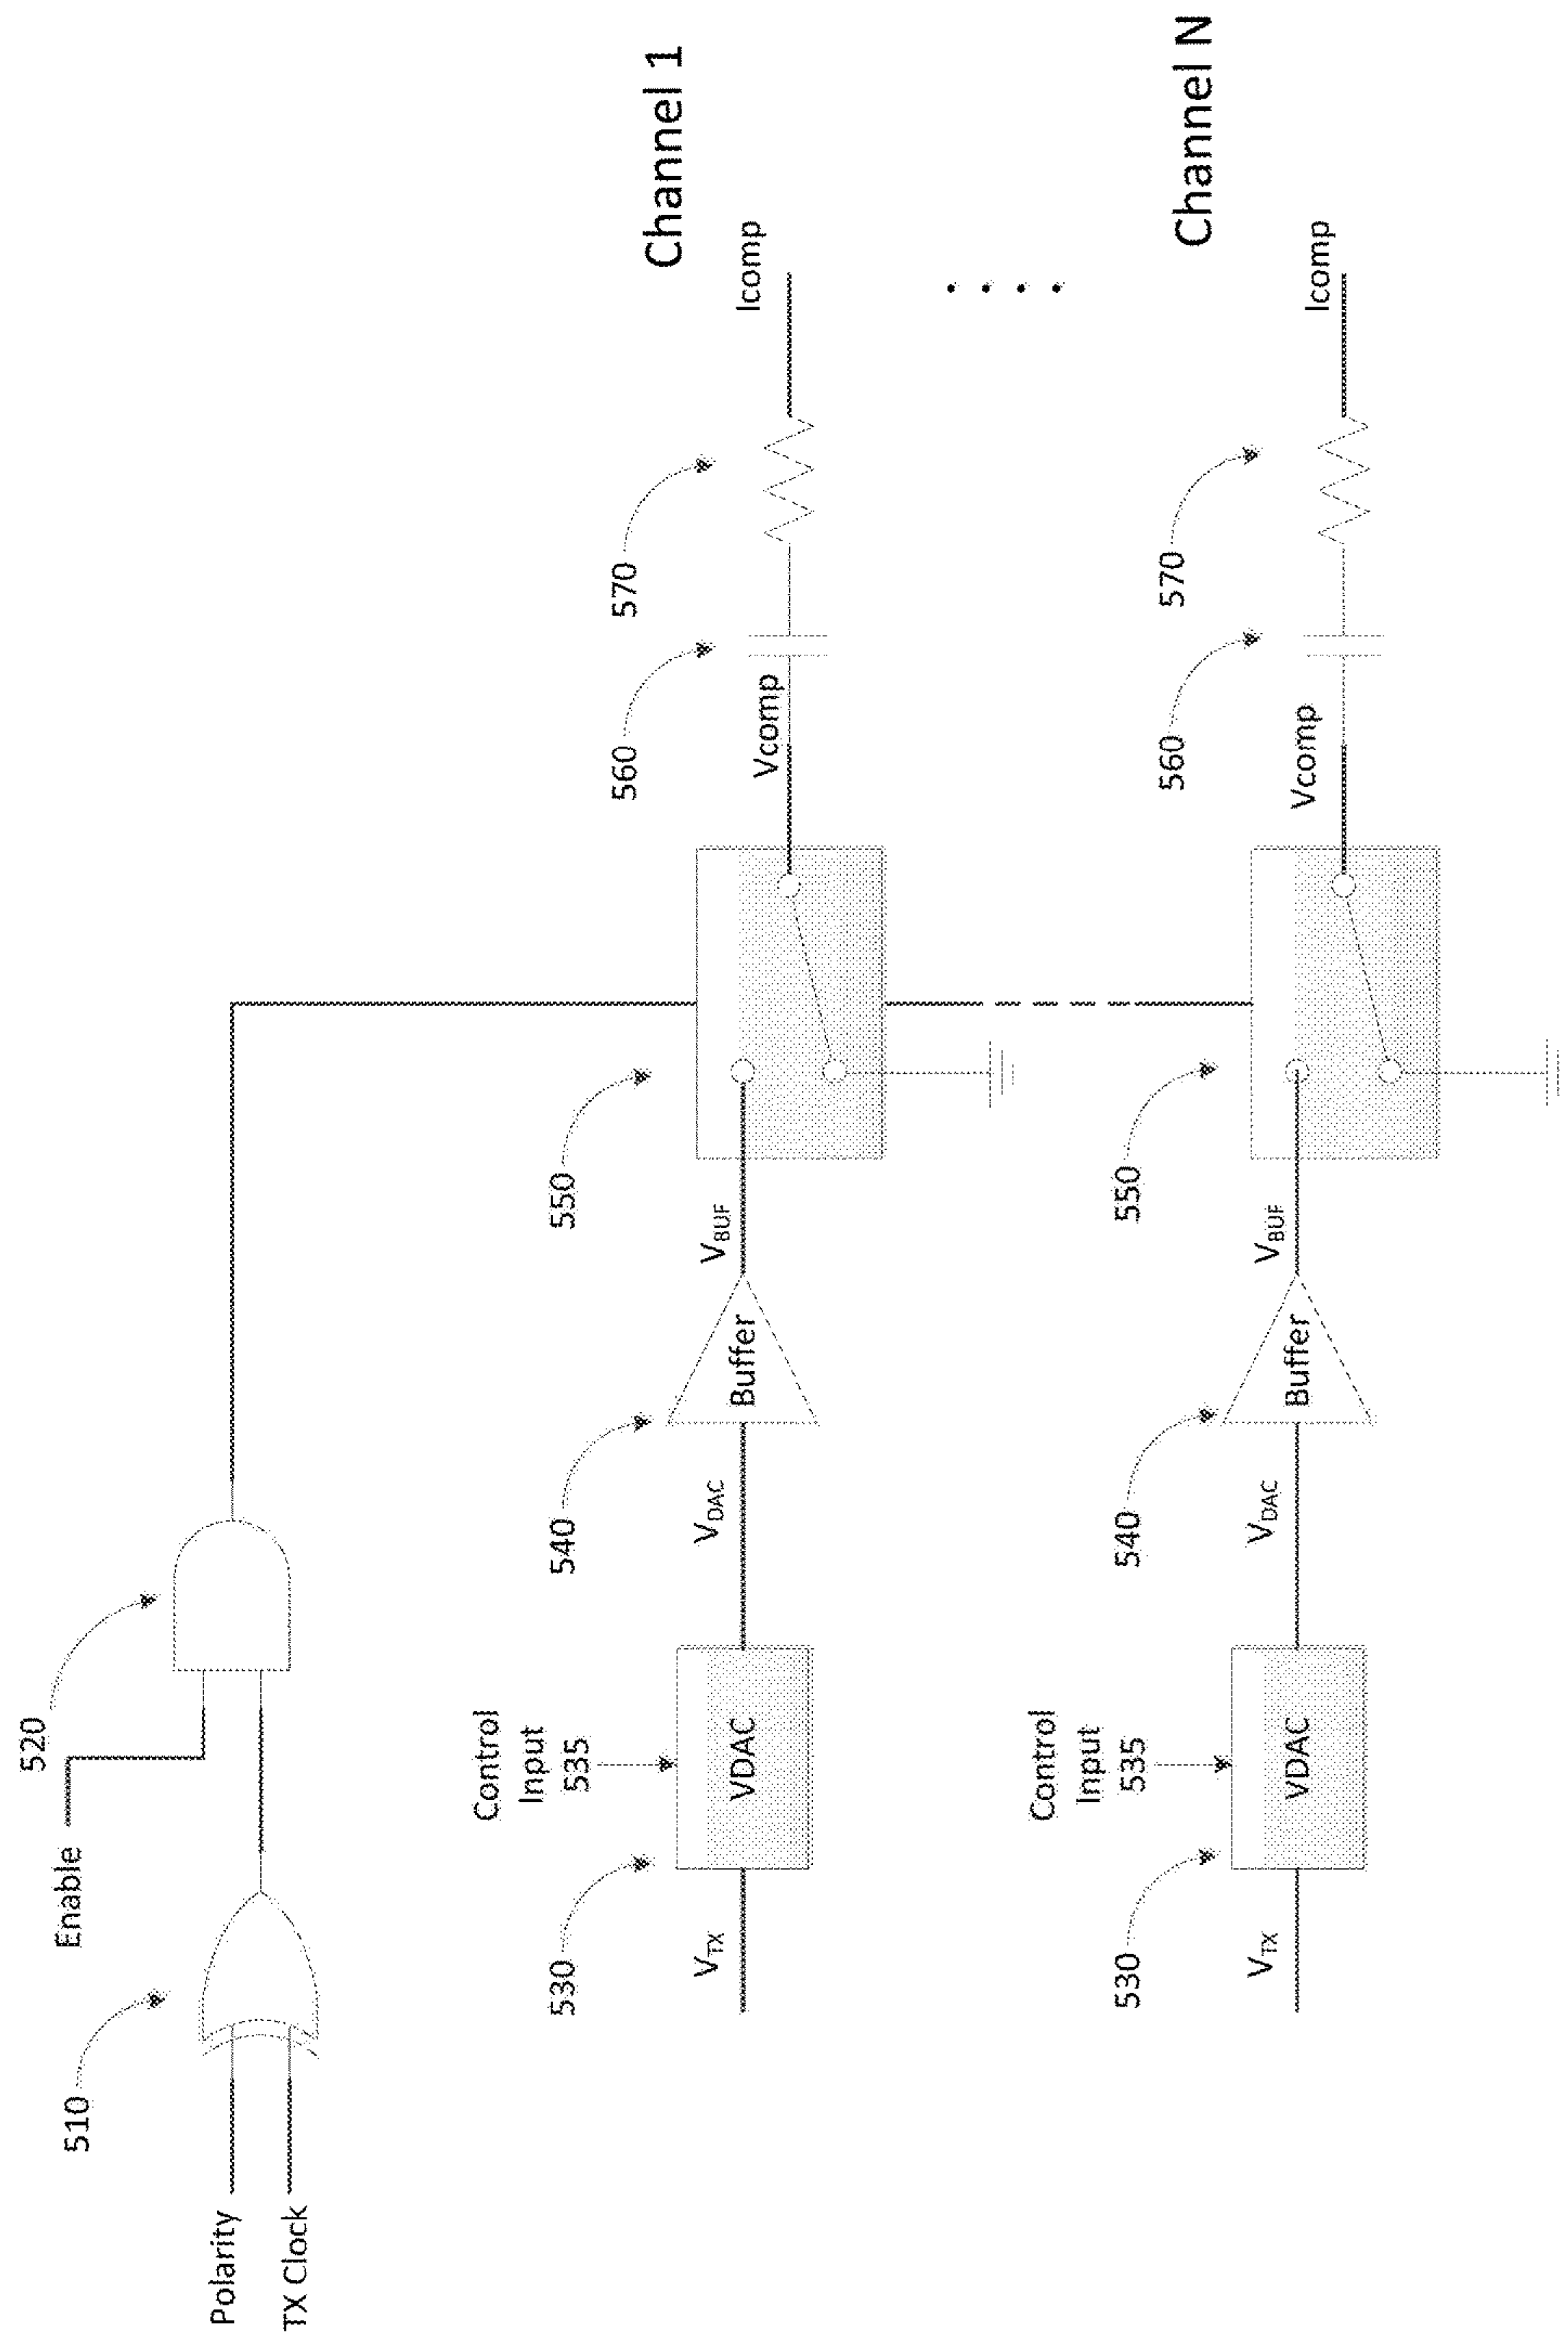 510
520
Enable
Polarity
TX Clock
Control
Input
535
530
540
550
560
570
Channel 1
V_TX
VDAC
V_DAC
Buffer
V_BUF
Vcomp
Icomp
Control
Input
535
530
540
550
560
570
Channel N
V_TX
VDAC
V_DAC
Buffer
V_BUF
Vcomp
Icomp